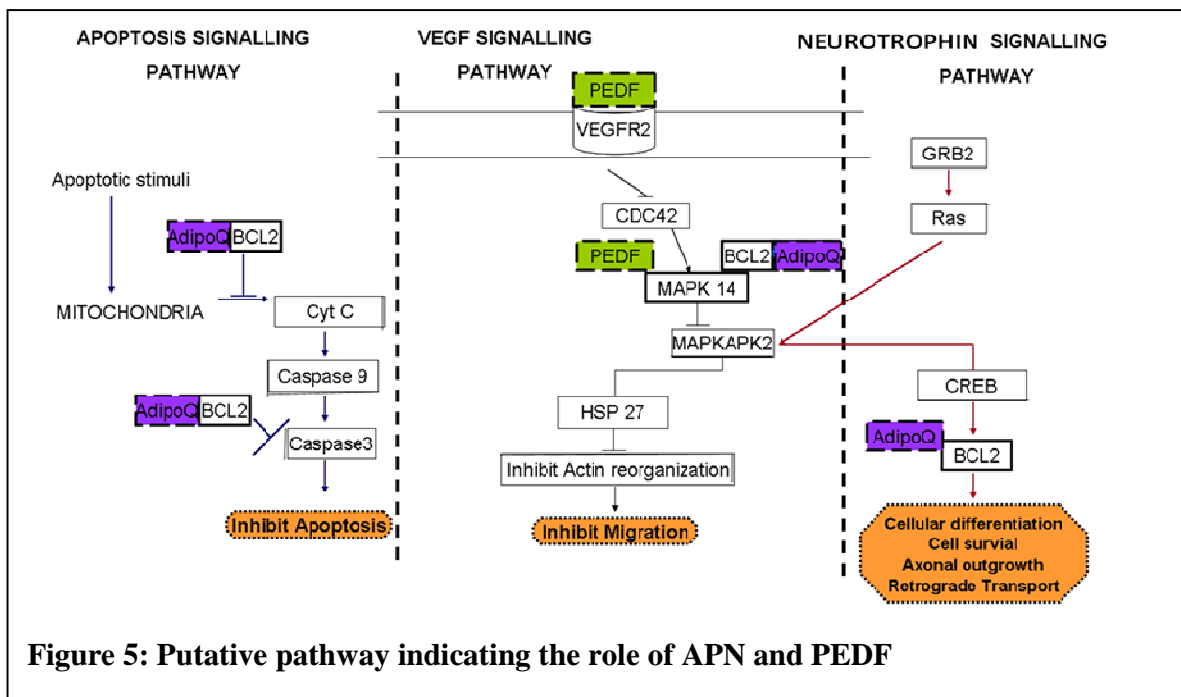 APOPTOSIS SIGNALLING
PATHWAY
VEGF SIGNALLING
PATHWAY
NEUROTROPHIN SIGNALLING
PATHWAY
Apoptotic stimuli
AdipoQ BCL2
MITOCHONDRIA
Cyt C
Caspase 9
AdipoQ BCL2
Caspase3
Inhibit Apoptosis
PEDF
VEGFR2
CDC42
PEDF
BCL2 AdipoQ
MAPK 14
MAPKAPK2
HSP 27
Inhibit Actin reorganization
Inhibit Migration
GRB2
Ras
CREB
AdipoQ
BCL2
Cellular differentiation
Cell survial
Axonal outgrowth
Retrograde Transport
Figure 5: Putative pathway indicating the role of APN and PEDF